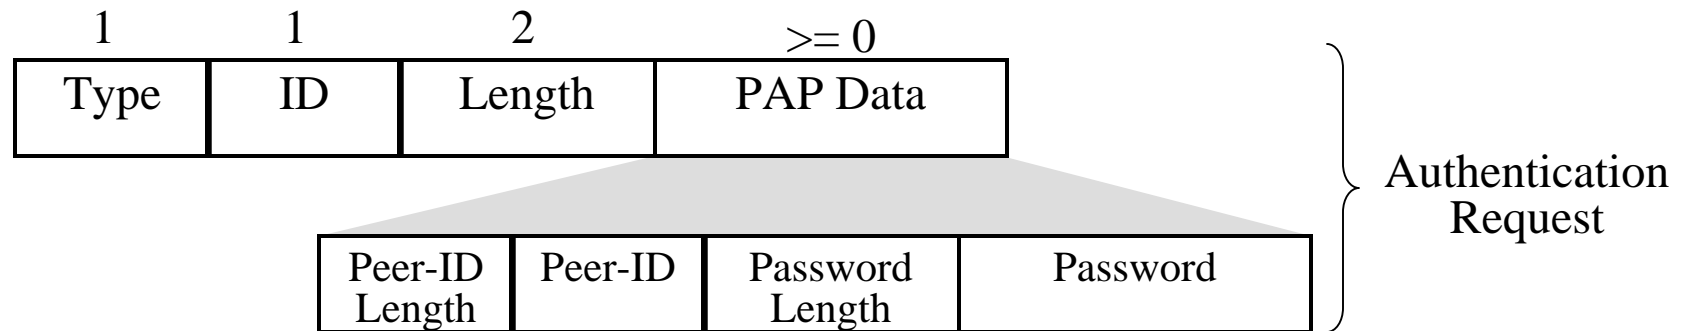 1 1 2 >= 0
Type ID Length PAP Data
Authentication
Request
Peer-ID Length Peer-ID Password Length Password